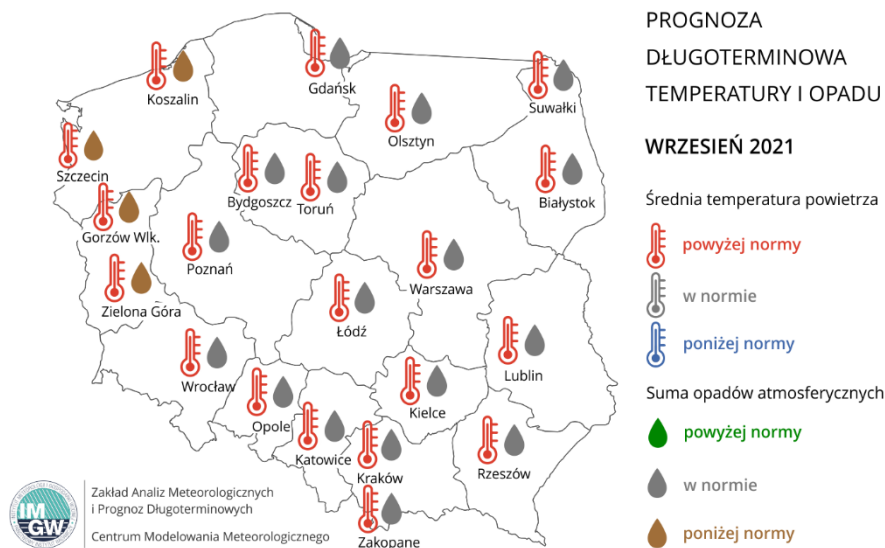 PROGNOZA
DŁUGOTERMINOWA
TEMPERATURY I OPADU
WRZESIEŃ 2021
Średnia temperatura powietrza
powyżej normy
w normie
poniżej normy
Suma opadów atmosferycznych
powyżej normy
w normie
poniżej normy
Koszalin
Gdańsk
Suwałki
Olsztyn
Szczecin
Bydgoszcz
Toruń
Białystok
Gorzów Wlk.
Poznań
Warszawa
Zielona Góra
Łódź
Wrocław
Lublin
Opole
Kielce
Katowice
Kraków
Rzeszów
Zakopane
IM
GW
Zakład Analiz Meteorologicznych
i Prognoz Długoterminowych
Centrum Modelowania Meteorologicznego